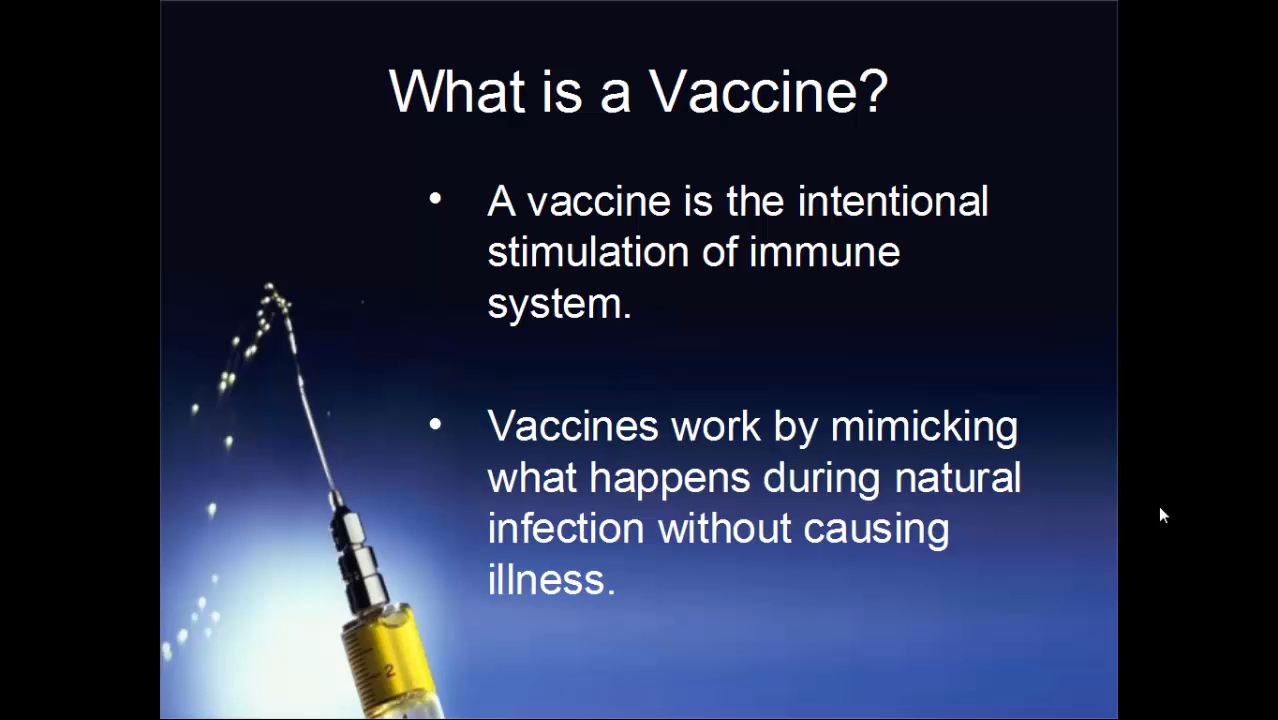 What is a Vaccine?
• A vaccine is the intentional
stimulation of immune
system.
• Vaccines work by mimicking
what happens during natural
infection without causing
illness.
2